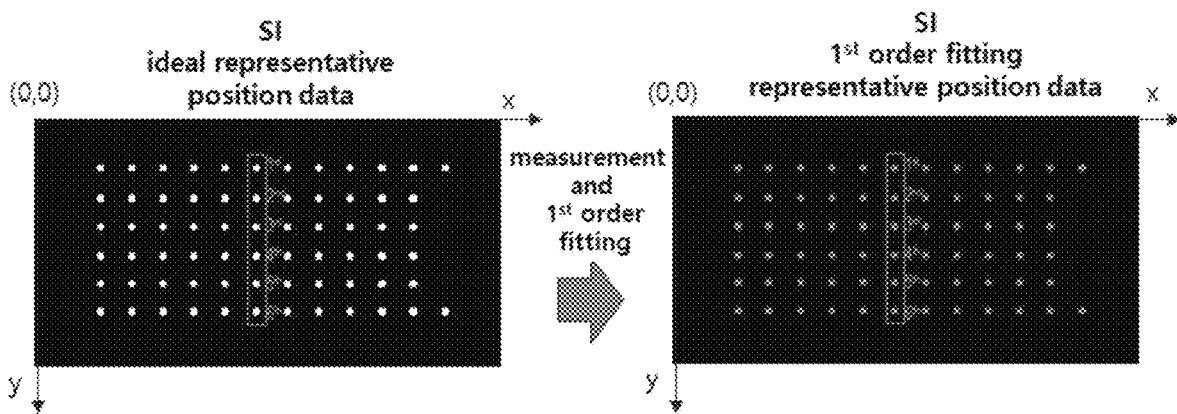 SI
ideal representative
position data
(0,0)
x
y
measurement
and
1st order
fitting
SI
1st order fitting
representative position data
(0,0)
x
y